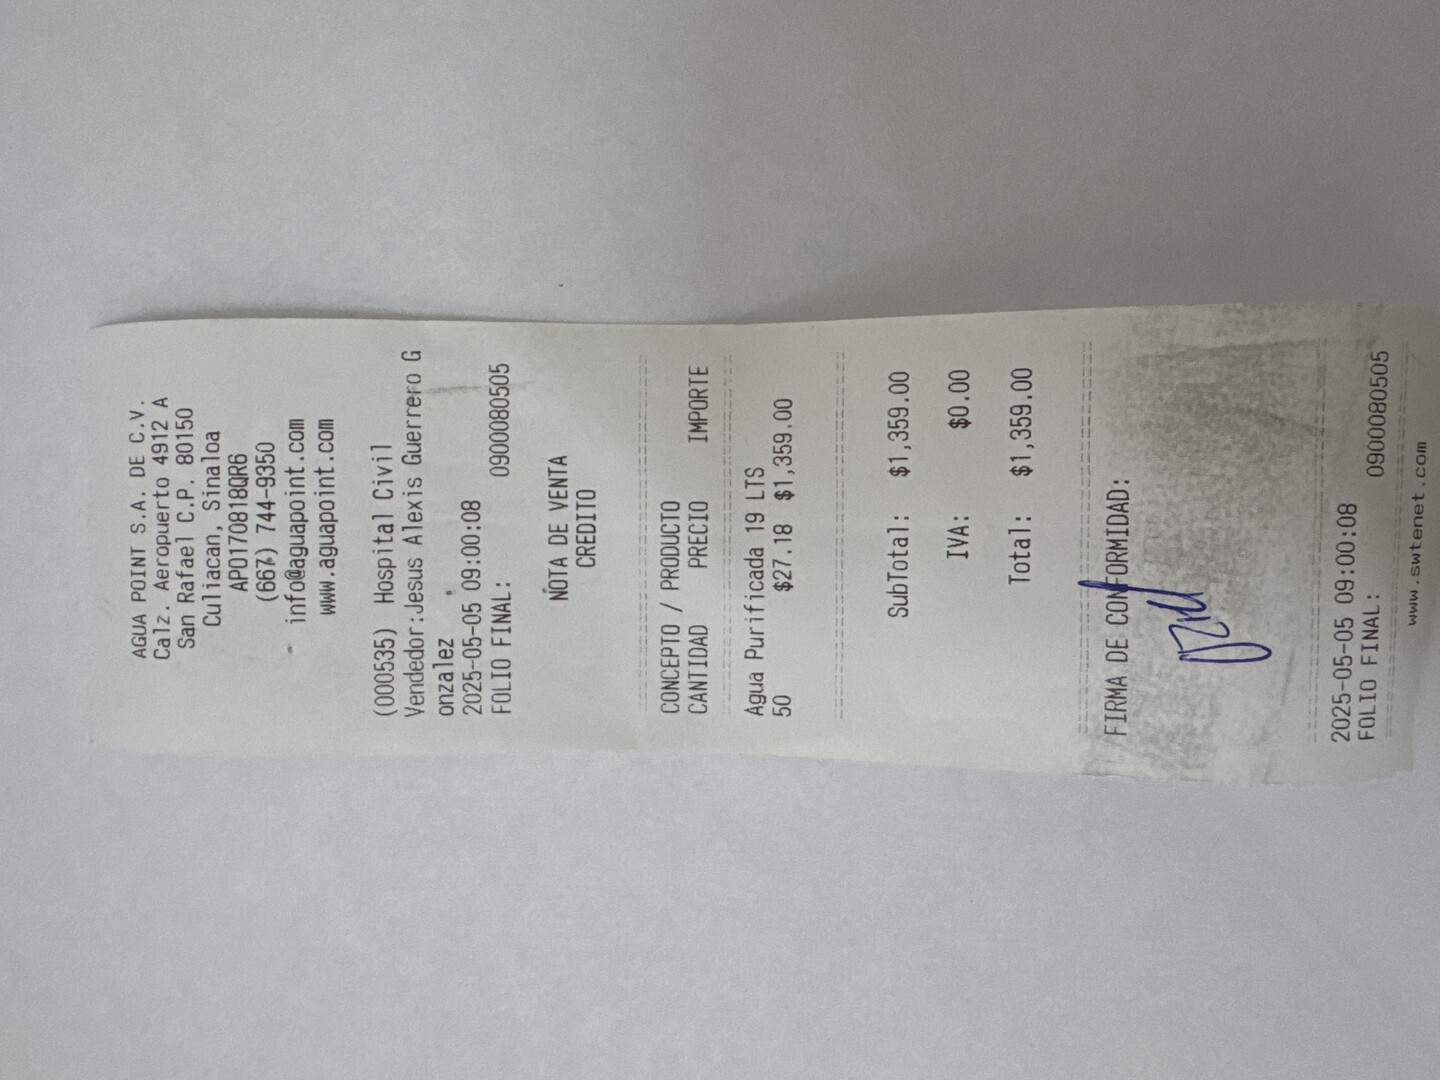 AGUA POINT S.A. DE C.V.
Calz. Aeropuerto 4912 A
San Rafael C.P. 80150
Culiacan, Sinaloa
APO170818QR6
(667) 744-9350
info@aguapoint.com
www.aguapoint.com
(000535) Hospital Civil
Vendedor:Jesus Alexis Guerrero G
onzalez
2025-05-05 09:00:08
FOLIO FINAL: 0900080505
NOTA DE VENTA
CREDITO
CONCEPTO / PRODUCTO
CANTIDAD PRECIO IMPORTE
Agua Purificada 19 LTS
50 $27.18 $1,359.00
SubTotal: $1,359.00
IVA: $0.00
Total: $1,359.00
FIRMA DE CONFORMIDAD:
2025-05-05 09:00:08
FOLIO FINAL: 0900080505
www.swtenet.com